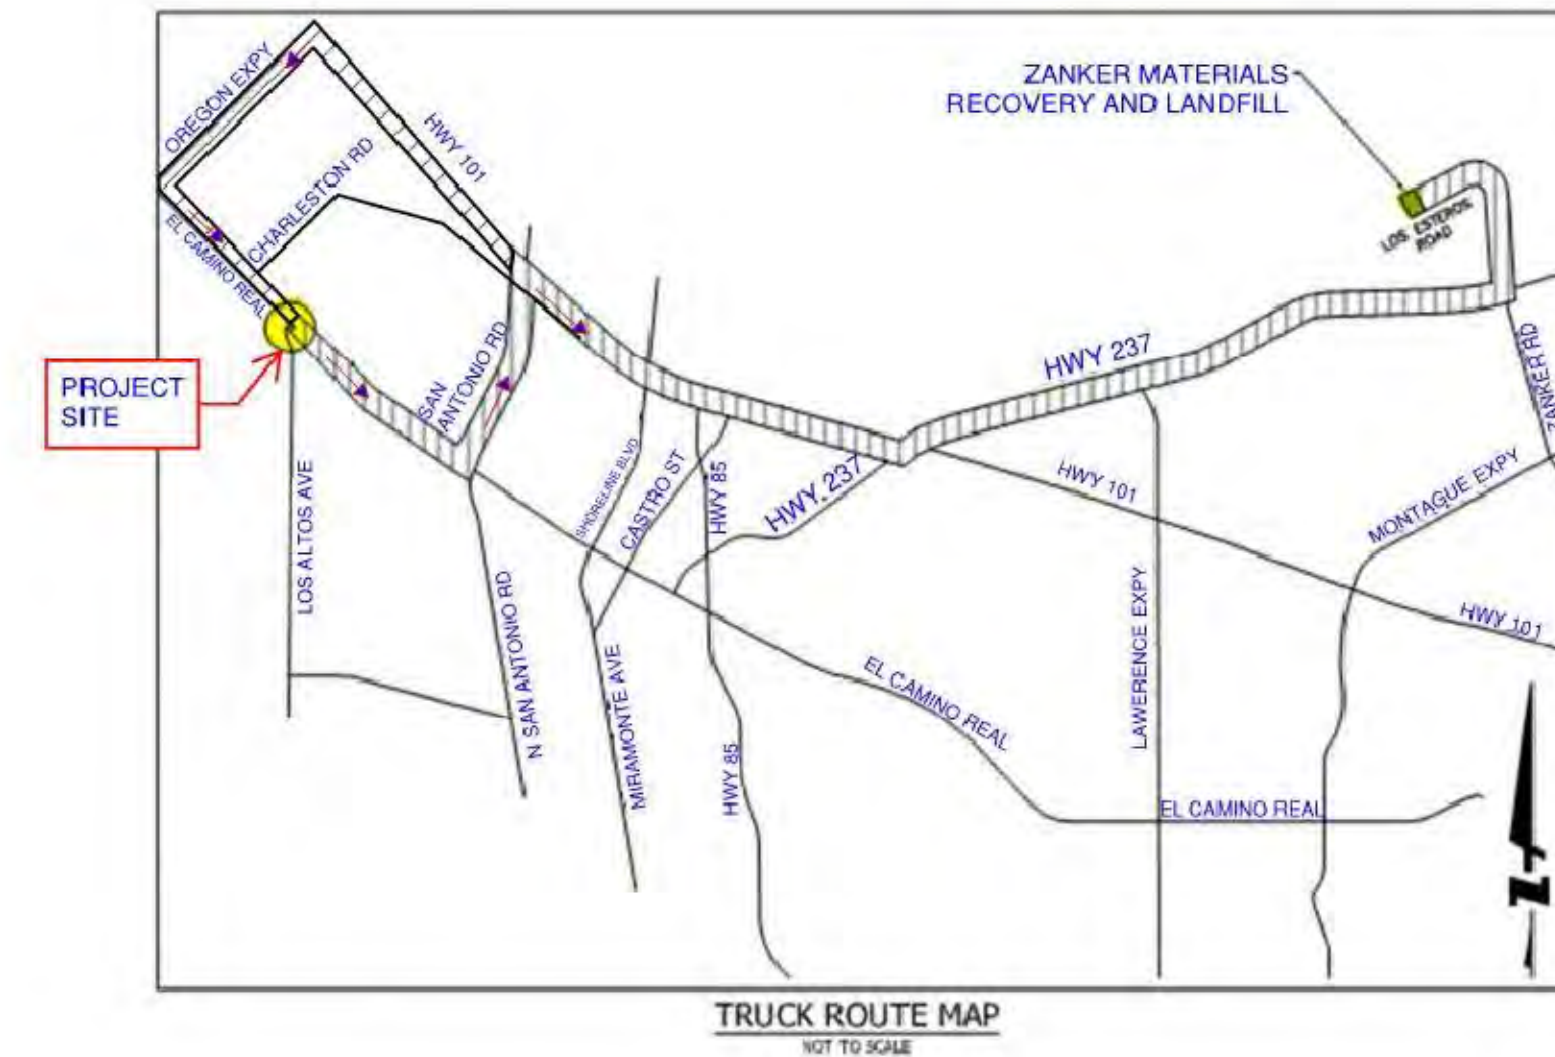 OREGON EXPY
HWY 101
ZANKER MATERIALS
RECOVERY AND LANDFILL
CHARLESTON RD
EL CAMINO REAL
LOS ESTEROS
ROAD
PROJECT
SITE
SAN
ANTONIO RD
HWY 237
ZANKER RD
SHORELINE BLVD
CASTRO ST
HWY 85
HWY 237
HWY 101
MONTAGUE EXPY
LOS ALTOS AVE
N SAN ANTONIO RD
MIRAMONTE AVE
HWY 85
EL CAMINO REAL
LAWERENCE EXPY
HWY 101
EL CAMINO REAL
Z
TRUCK ROUTE MAP
NOT TO SCALE